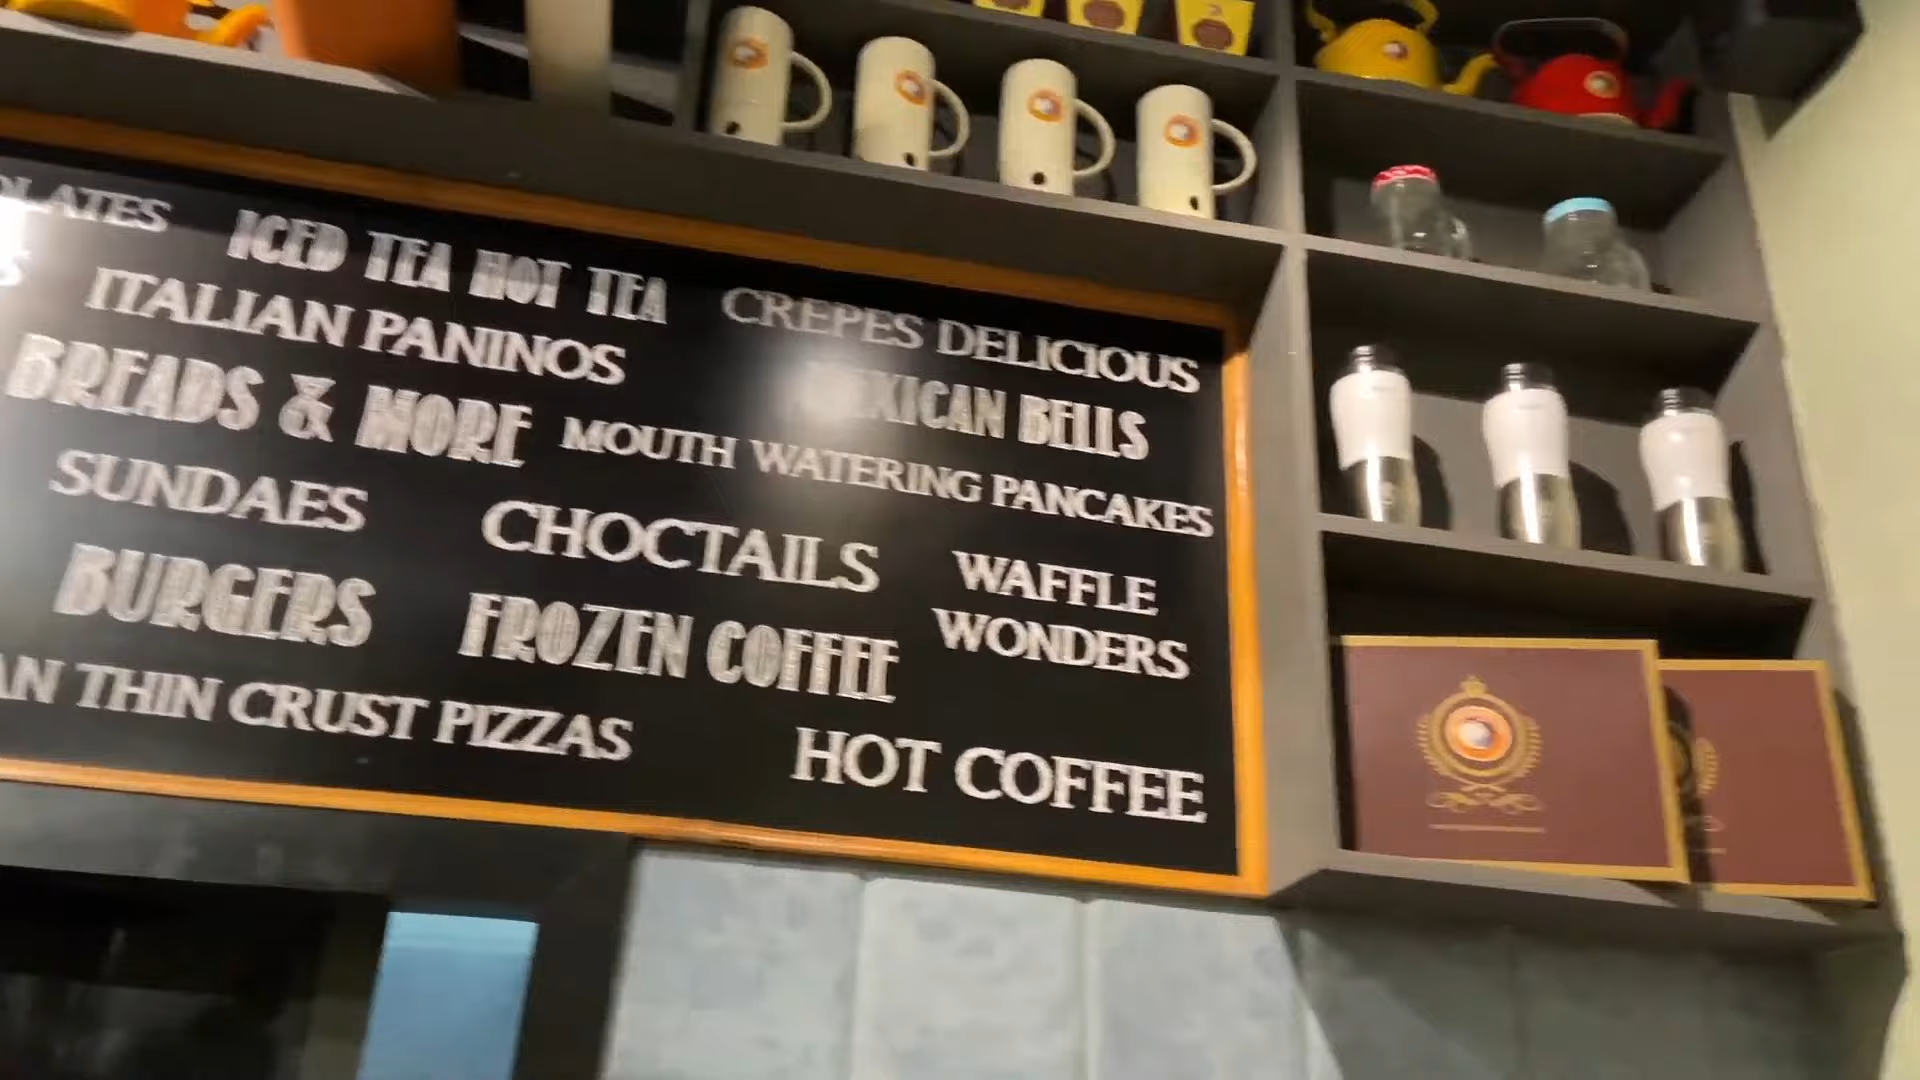 ICED TEA HOT TEA
CREPES DELICIOUS
ITALIAN PANINOS
BELLS
BREADS & MORE
MOUTH WATERING PANCAKES
SUNDAES
CHOCTAILS
WAFFLE
WONDERS
BURGERS
FROZEN COFFEE
THIN CRUST PIZZAS
HOT COFFEE